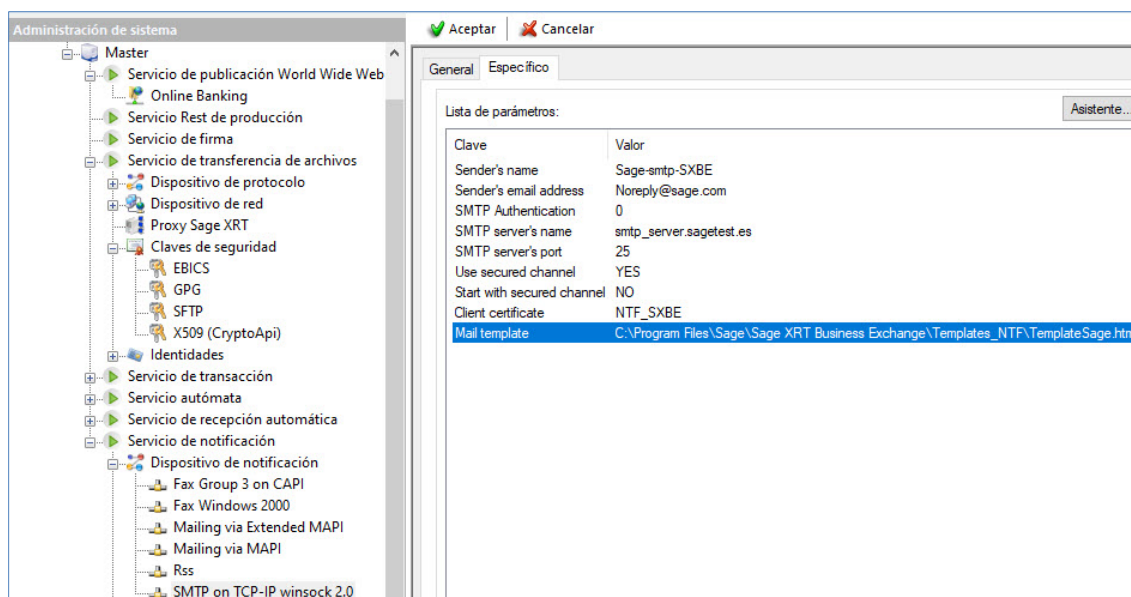 Administración de sistema
Master
Servicio de publicación World Wide Web
Online Banking
Servicio Rest de producción
Servicio de firma
Servicio de transferencia de archivos
Dispositivo de protocolo
Dispositivo de red
Proxy Sage XRT
Claves de seguridad
EBICS
GPG
SFTP
X509 (CryptoApi)
Identidades
Servicio de transacción
Servicio autómata
Servicio de recepción automática
Servicio de notificación
Dispositivo de notificación
Fax Group 3 on CAPI
Fax Windows 2000
Mailing via Extended MAPI
Mailing via MAPI
Rss
SMTP on TCP-IP winsock 2.0
Aceptar Cancelar
General Específico
Lista de parámetros: Asistente...
Clave Valor
Sender's name Sage-smtp-SXBE
Sender's email address Noreply@sage.com
SMTP Authentication 0
SMTP server's name smtp_server.sagetest.es
SMTP server's port 25
Use secured channel YES
Start with secured channel NO
Client certificate NTF_SXBE
Mail template C:\Program Files\Sage\Sage XRT Business Exchange\Templates_NTF\TemplateSage.htm